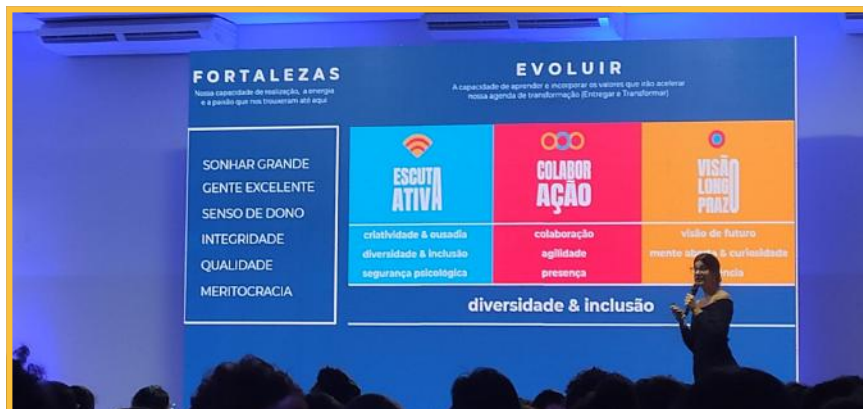 FORTALEZAS
Nossa capacidade de realização, a energia
e a paixão que nos trouxeram até aqui
SONHAR GRANDE
GENTE EXCELENTE
SENSO DE DONO
INTEGRIDADE
QUALIDADE
MERITOCRACIA
EVOLUIR
A capacidade de aprender e incorporar os valores que irão acelerar
nossa agenda de transformação (Entregar e Transformar)
ESCUTA
ATIVA
criatividade & ousadia
diversidade & inclusão
segurança psicológica
COLABOR
AÇÃO
colaboração
agilidade
presença
VISÃO
LONGO
PRAZO
visão de futuro
mente aberta & curiosidade
diversidade & inclusão